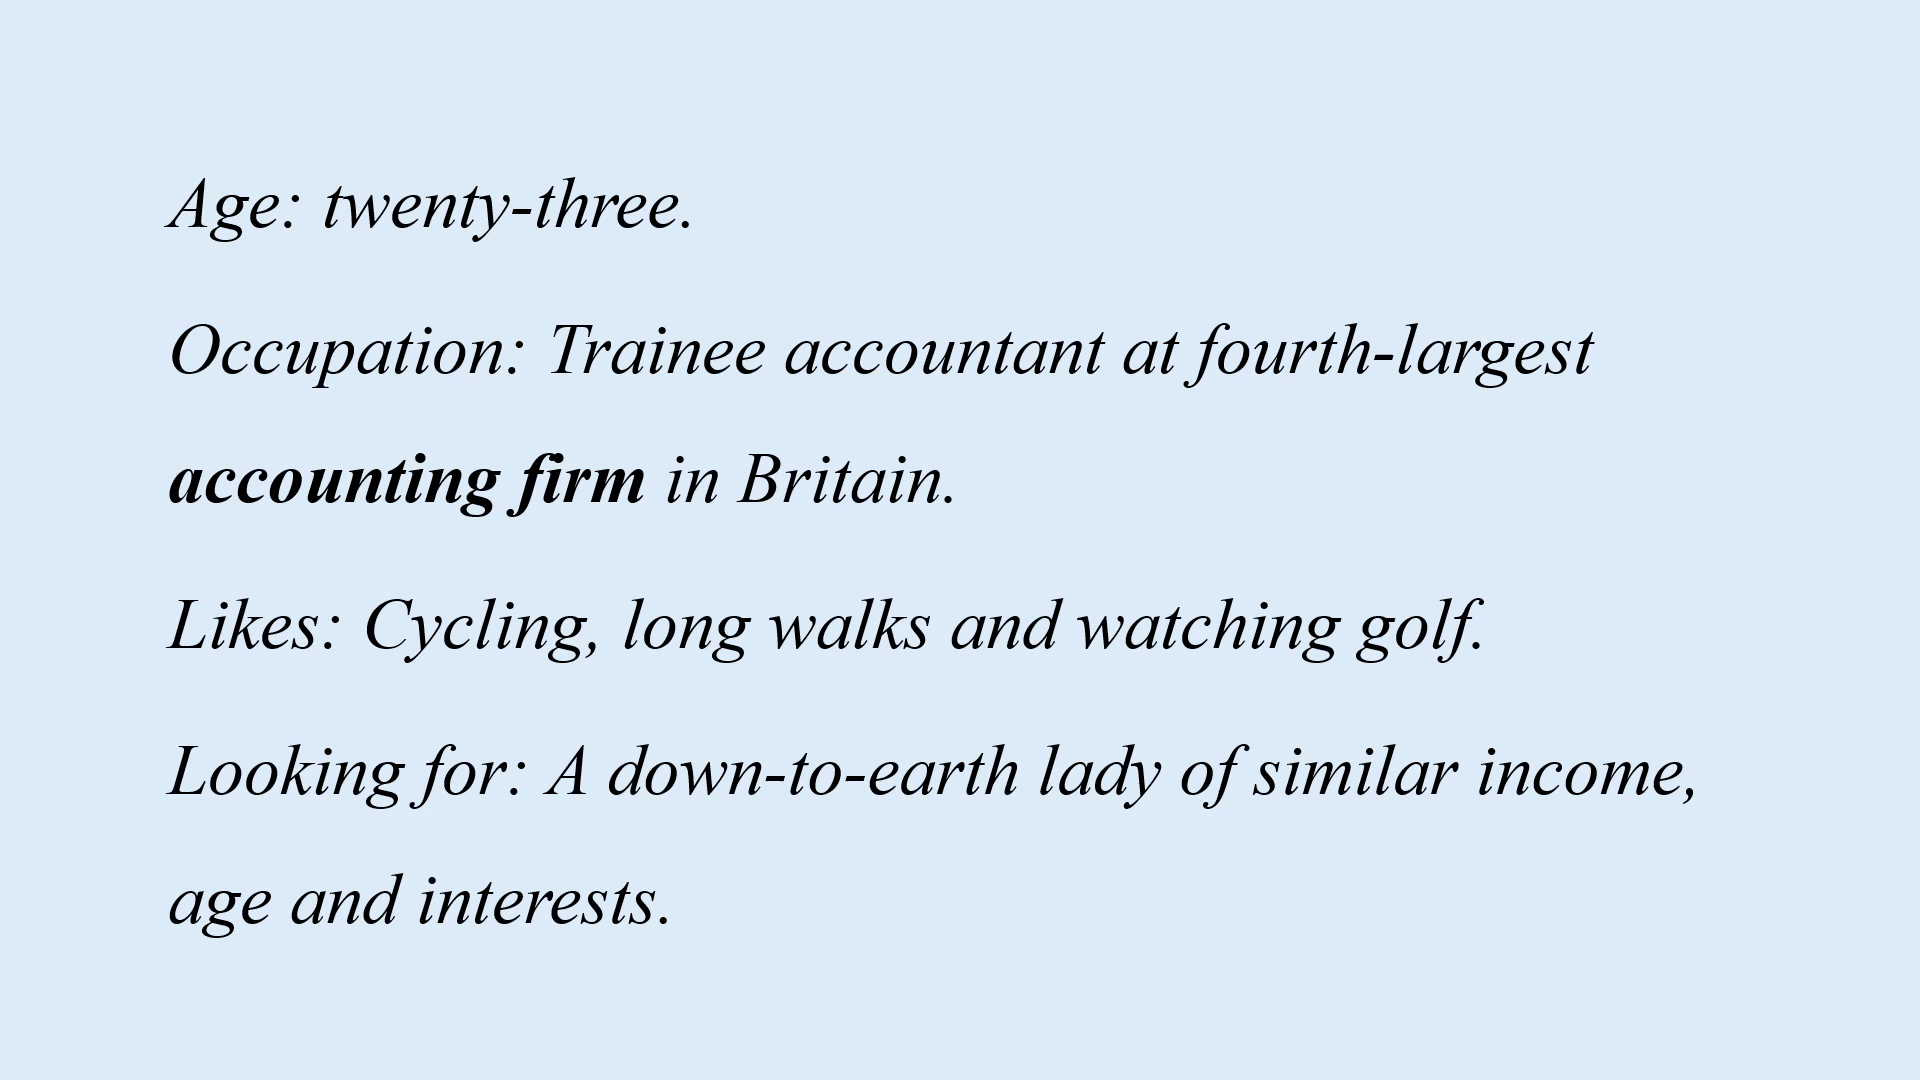 Age: twenty-three.
Occupation: Trainee accountant at fourth-largest
accounting firm in Britain.
Likes: Cycling, long walks and watching golf.
Looking for: A down-to-earth lady of similar income,
age and interests.